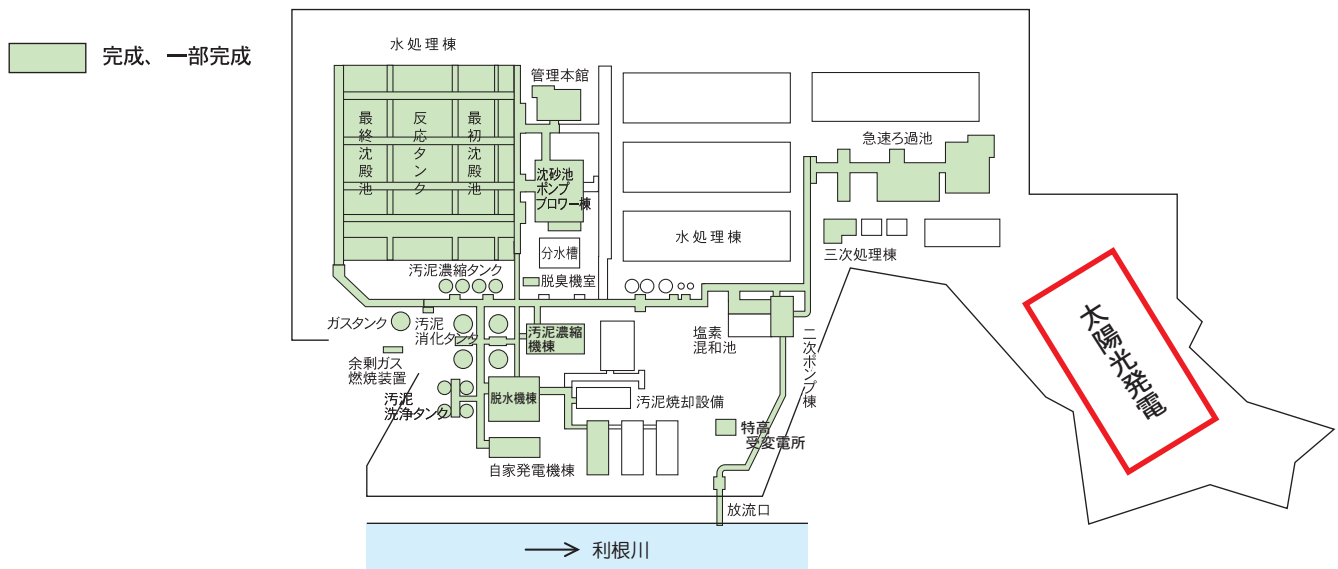 完成、一部完成
水処理棟
管理本館
最終沈殿池
反応タンク
最初沈殿池
沈砂池
ポンプ
ブロワー棟
急速ろ過池
水処理棟
分水槽
三次処理棟
汚泥濃縮タンク
脱臭機室
ガスタンク
汚泥
消化タンク
汚泥濃縮
機棟
塩素
混和池
二次ポンプ棟
太陽光発電
余剰ガス
燃焼装置
汚泥
洗浄タンク
脱水機棟
汚泥焼却設備
特高
受変電所
自家発電機棟
放流口
利根川